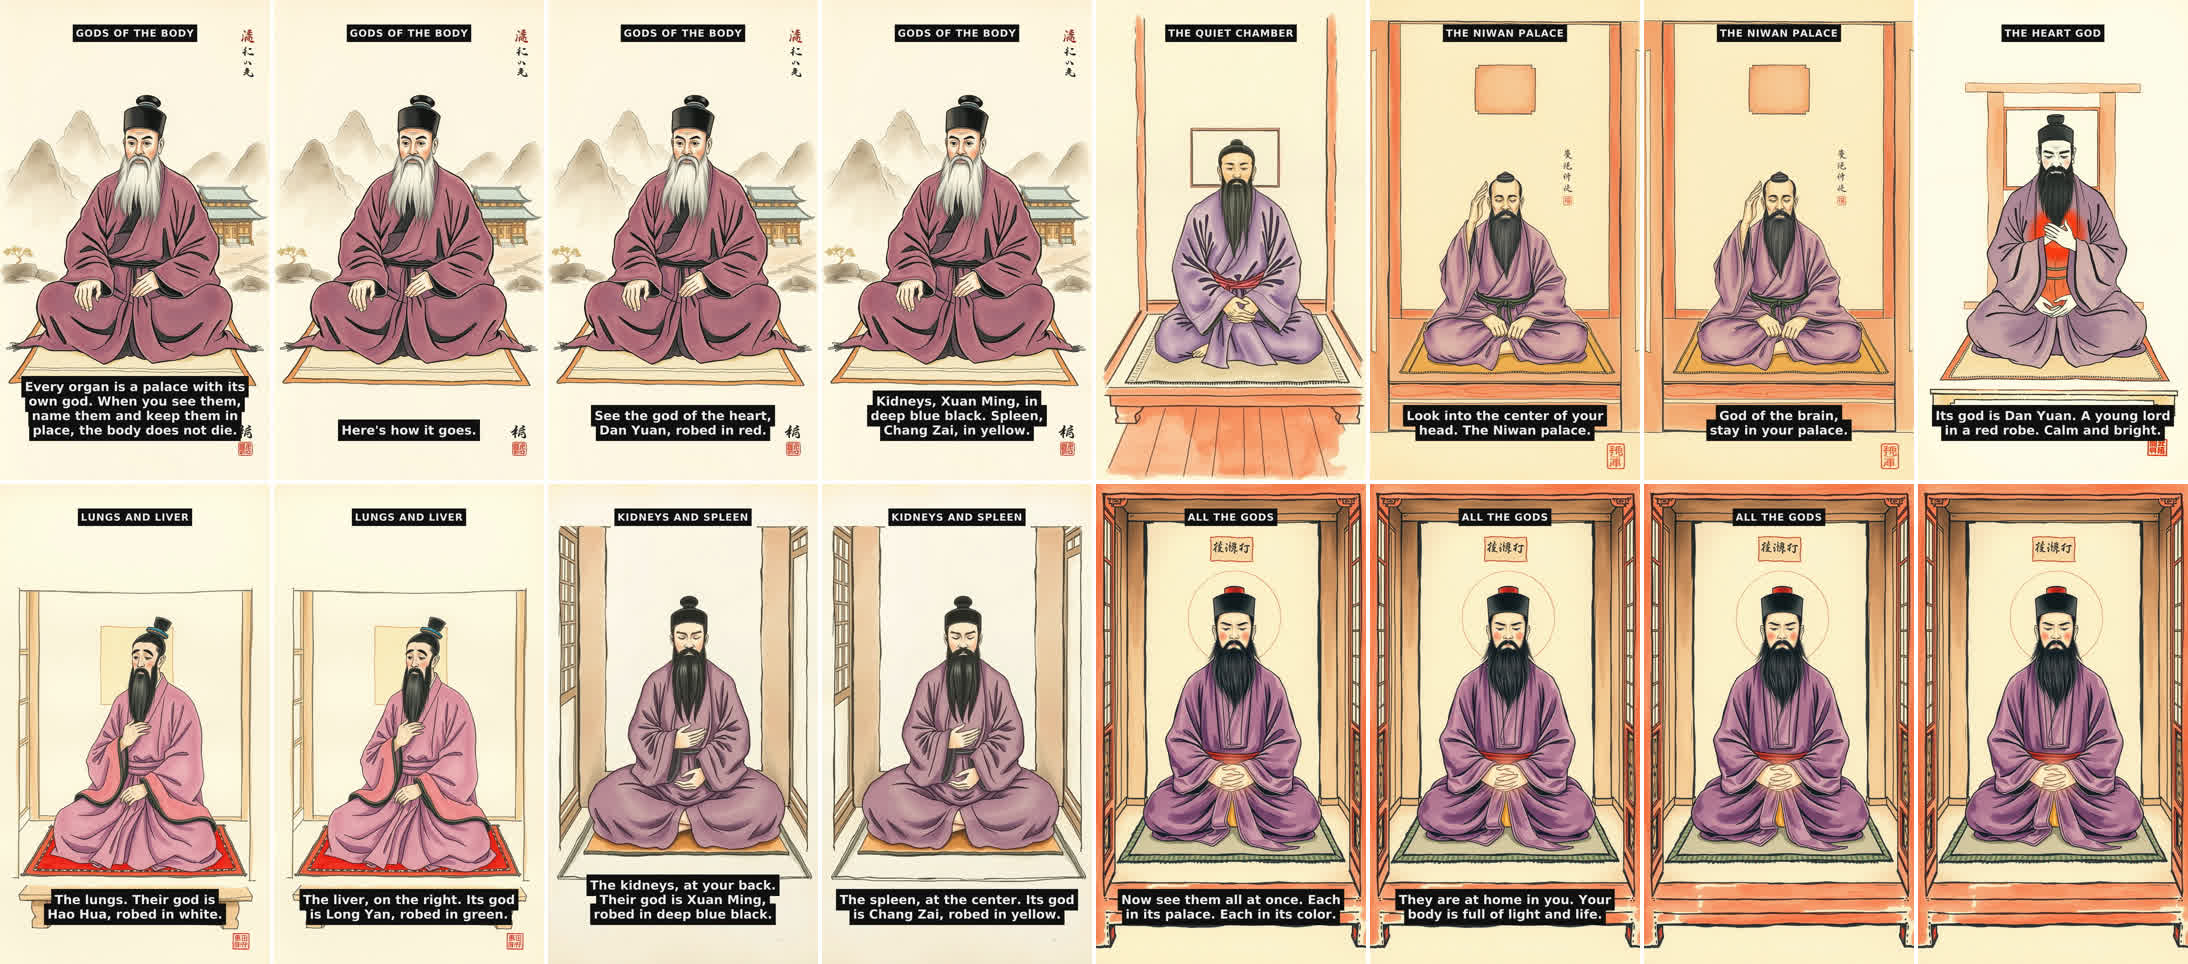 GODS OF THE BODY
Every organ is a palace with its
own god. When you see them,
name them and keep them in
place, the body does not die.
GODS OF THE BODY
Here's how it goes.
GODS OF THE BODY
See the god of the heart,
Dan Yuan, robed in red.
GODS OF THE BODY
Kidneys, Xuan Ming, in
deep blue black. Spleen,
Chang Zai, in yellow.
THE QUIET CHAMBER
THE NIWAN PALACE
Look into the center of your
head. The Niwan palace.
THE NIWAN PALACE
God of the brain,
stay in your palace.
THE HEART GOD
Its god is Dan Yuan. A young lord
in a red robe. Calm and bright.
LUNGS AND LIVER
The lungs. Their god is
Hao Hua, robed in white.
LUNGS AND LIVER
The liver, on the right. Its god
is Long Yan, robed in green.
KIDNEYS AND SPLEEN
The kidneys, at your back.
Their god is Xuan Ming,
robed in deep blue black.
KIDNEYS AND SPLEEN
The spleen, at the center. Its god
is Chang Zai, robed in yellow.
ALL THE GODS
Now see them all at once. Each
in its palace. Each in its color.
ALL THE GODS
They are at home in you. Your
body is full of light and life.
ALL THE GODS